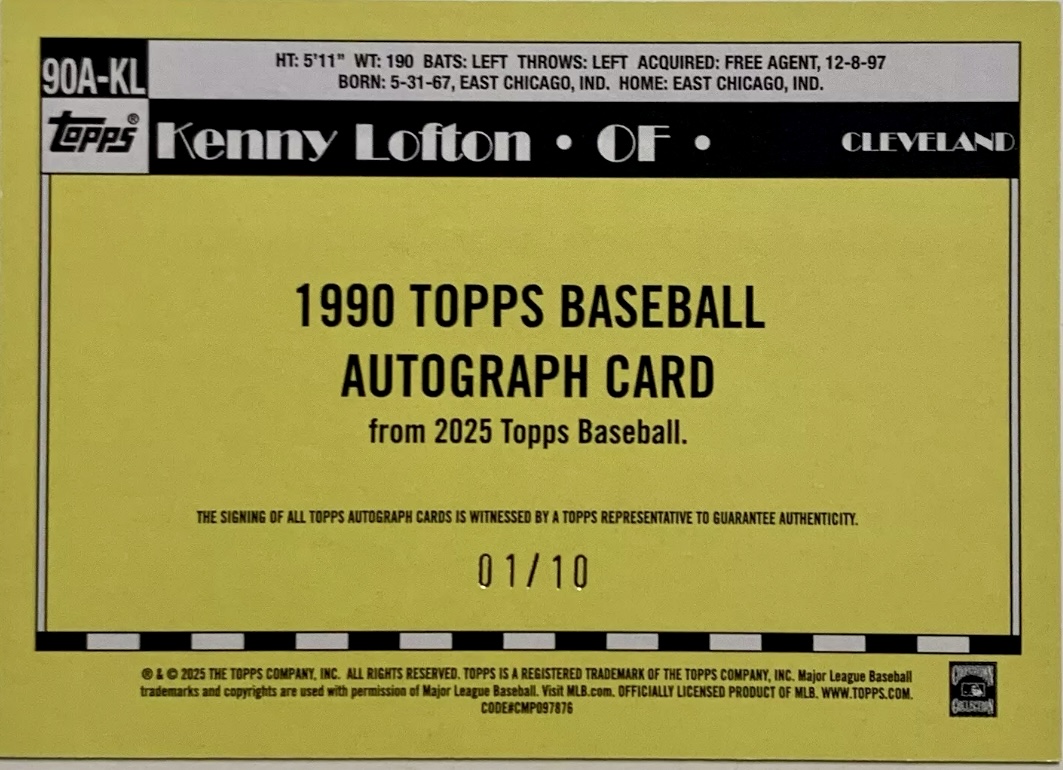 90A-KL
HT: 5'11" WT: 190 BATS: LEFT THROWS: LEFT ACQUIRED: FREE AGENT, 12-8-97
BORN: 5-31-67, EAST CHICAGO, IND. HOME: EAST CHICAGO, IND.
topps®
Kenny Lofton • OF • CLEVELAND
1990 TOPPS BASEBALL
AUTOGRAPH CARD
from 2025 Topps Baseball.
THE SIGNING OF ALL TOPPS AUTOGRAPH CARDS IS WITNESSED BY A TOPPS REPRESENTATIVE TO GUARANTEE AUTHENTICITY.
01/10
® & © 2025 THE TOPPS COMPANY, INC. ALL RIGHTS RESERVED. TOPPS IS A REGISTERED TRADEMARK OF THE TOPPS COMPANY, INC. Major League Baseball
trademarks and copyrights are used with permission of Major League Baseball. Visit MLB.com. OFFICIALLY LICENSED PRODUCT OF MLB. WWW.TOPPS.COM.
CODE#CMP097876
COOPERSTOWN
COLLECTION